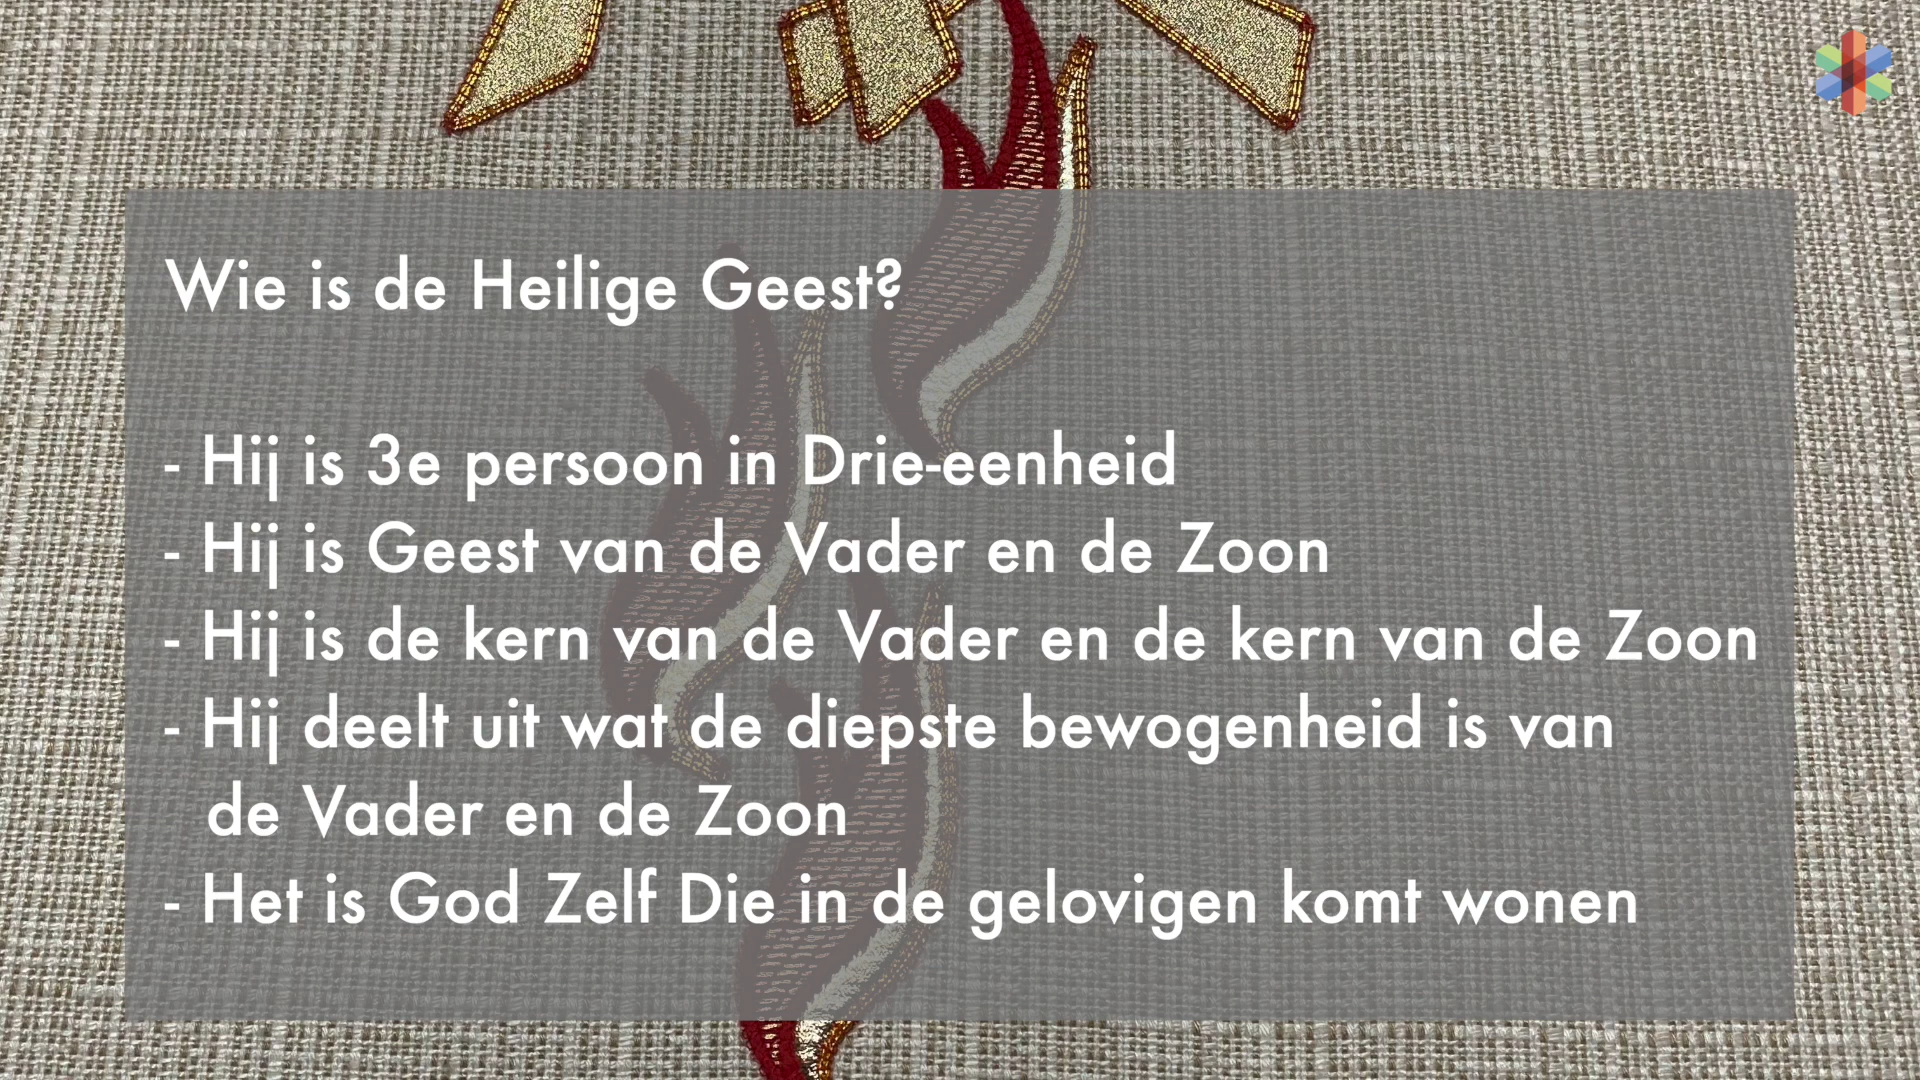 Wie is de Heilige Geest?
- Hij is 3e persoon in Drie-eenheid
- Hij is Geest van de Vader en de Zoon
- Hij is de kern van de Vader en de kern van de Zoon
- Hij deelt uit wat de diepste bewogenheid is van
de Vader en de Zoon
- Het is God Zelf Die in de gelovigen komt wonen